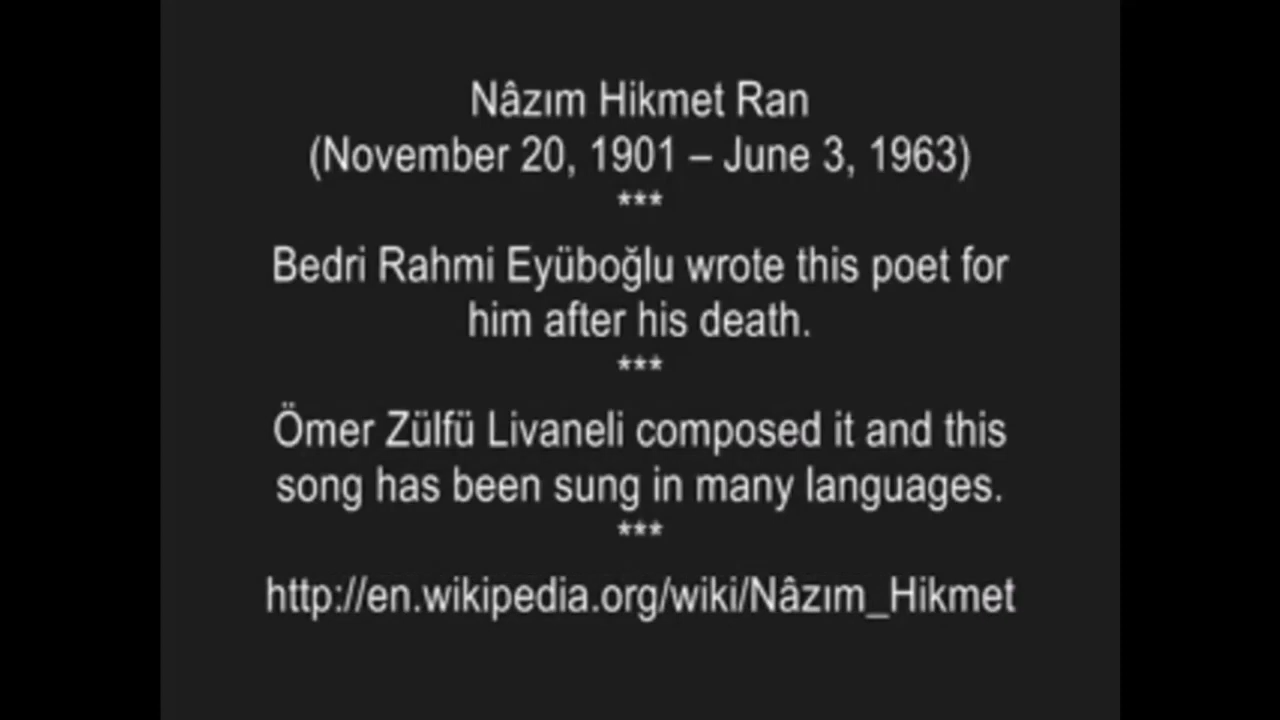 Nâzım Hikmet Ran
(November 20, 1901 – June 3, 1963)
***
Bedri Rahmi Eyüboğlu wrote this poet for
him after his death.
***
Ömer Zülfü Livaneli composed it and this
song has been sung in many languages.
***
http://en.wikipedia.org/wiki/Nâzım_Hikmet